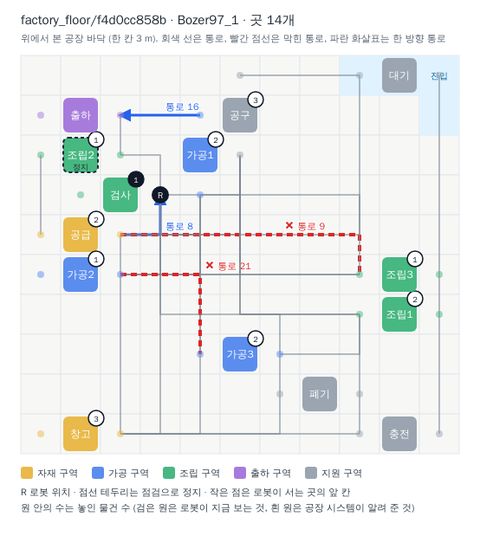 factory_floor/f4d0cc858b · Bozer97_1 · 곳 14개
위에서 본 공장 바닥 (한 칸 3 m). 회색 선은 통로, 빨간 점선은 막힌 통로, 파란 화살표는 한 방향 통로
대기
출하
통로 16
공구
3
1
조립2
정지
2
가공1
검사
1
R
2
공급
통로 8
✕ 통로 9
1
가공2
✕ 통로 21
1
조립3
2
조립1
2
가공3
폐기
3
창고
충전
자재 구역
가공 구역
조립 구역
출하 구역
지원 구역
R 로봇 위치 · 점선 테두리는 점검으로 정지 · 작은 점은 로봇이 서는 곳의 앞 칸
원 안의 수는 놓인 물건 수 (검은 원은 로봇이 지금 보는 것, 흰 원은 공장 시스템이 알려 준 것)